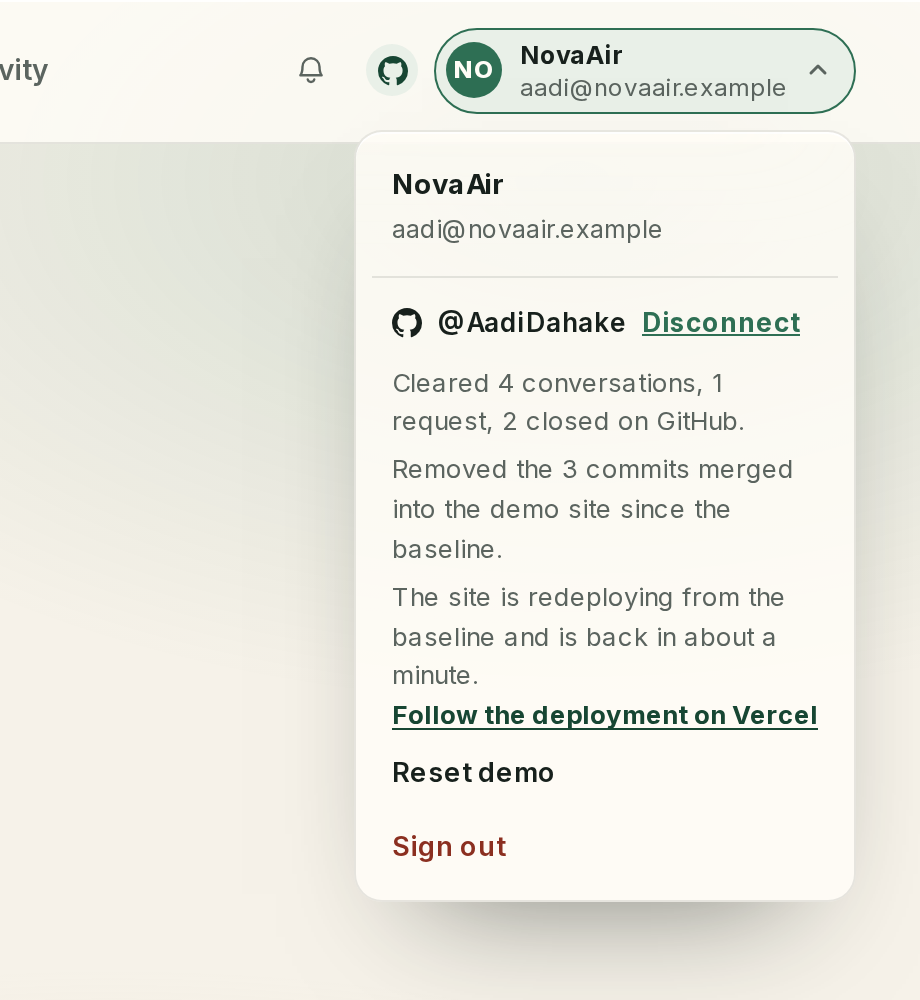 vity
NO
NovaAir
aadi@novaair.example
NovaAir
aadi@novaair.example
@AadiDahake Disconnect
Cleared 4 conversations, 1
request, 2 closed on GitHub.
Removed the 3 commits merged
into the demo site since the
baseline.
The site is redeploying from the
baseline and is back in about a
minute.
Follow the deployment on Vercel
Reset demo
Sign out